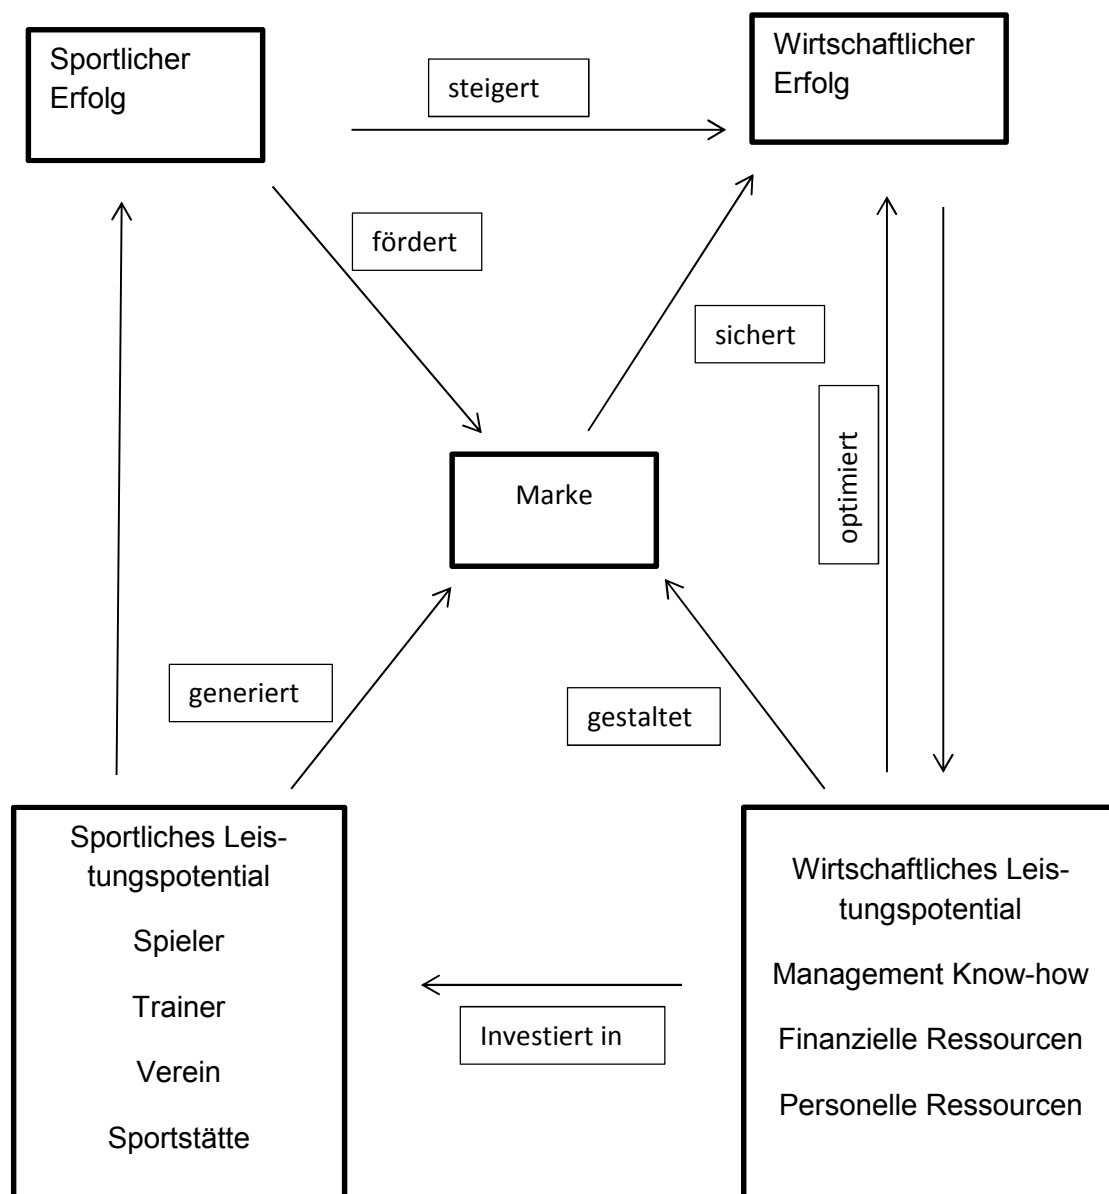 Sportlicher
Erfolg
steigert
Wirtschaftlicher
Erfolg
fördert
sichert
optimiert
Marke
generiert
gestaltet
Sportliches Leis-
tungspotential
Spieler
Trainer
Verein
Sportstätte
Investiert in
Wirtschaftliches Leis-
tungspotential
Management Know-how
Finanzielle Ressourcen
Personelle Ressourcen